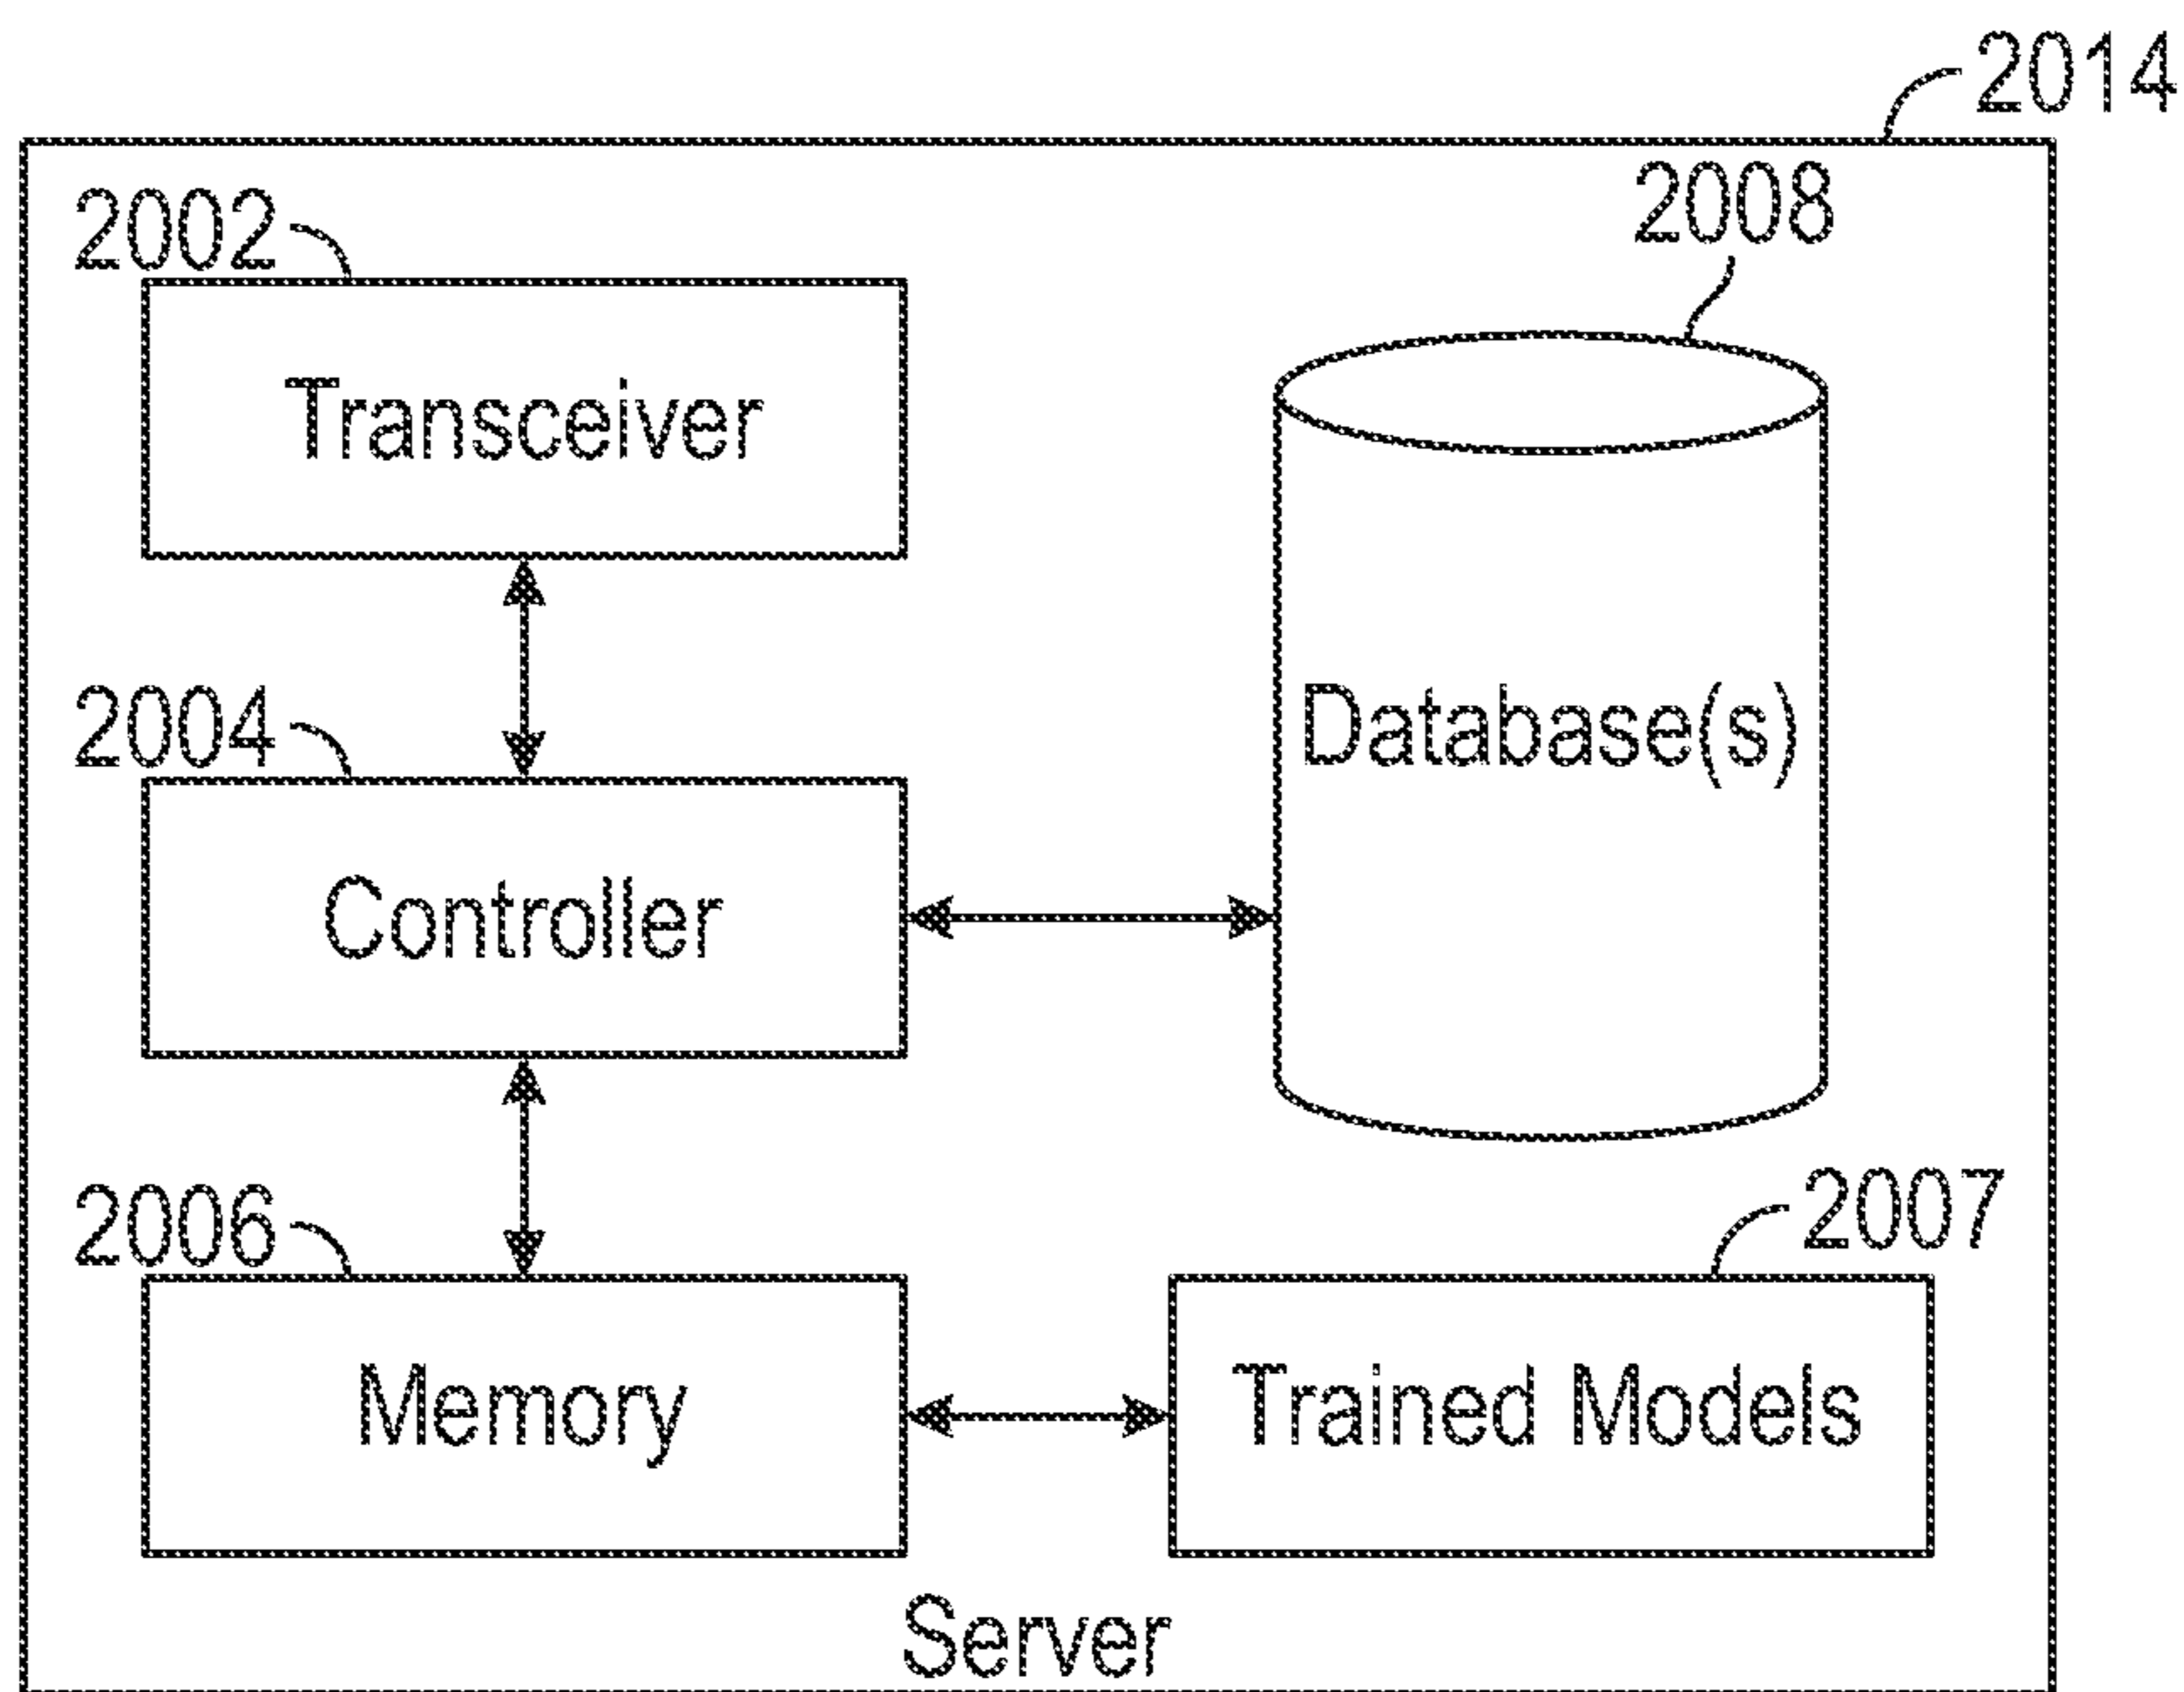 2014
2002
2008
Transceiver
2004
Database(s)
Controller
2006
2007
Memory
Trained Models
Server